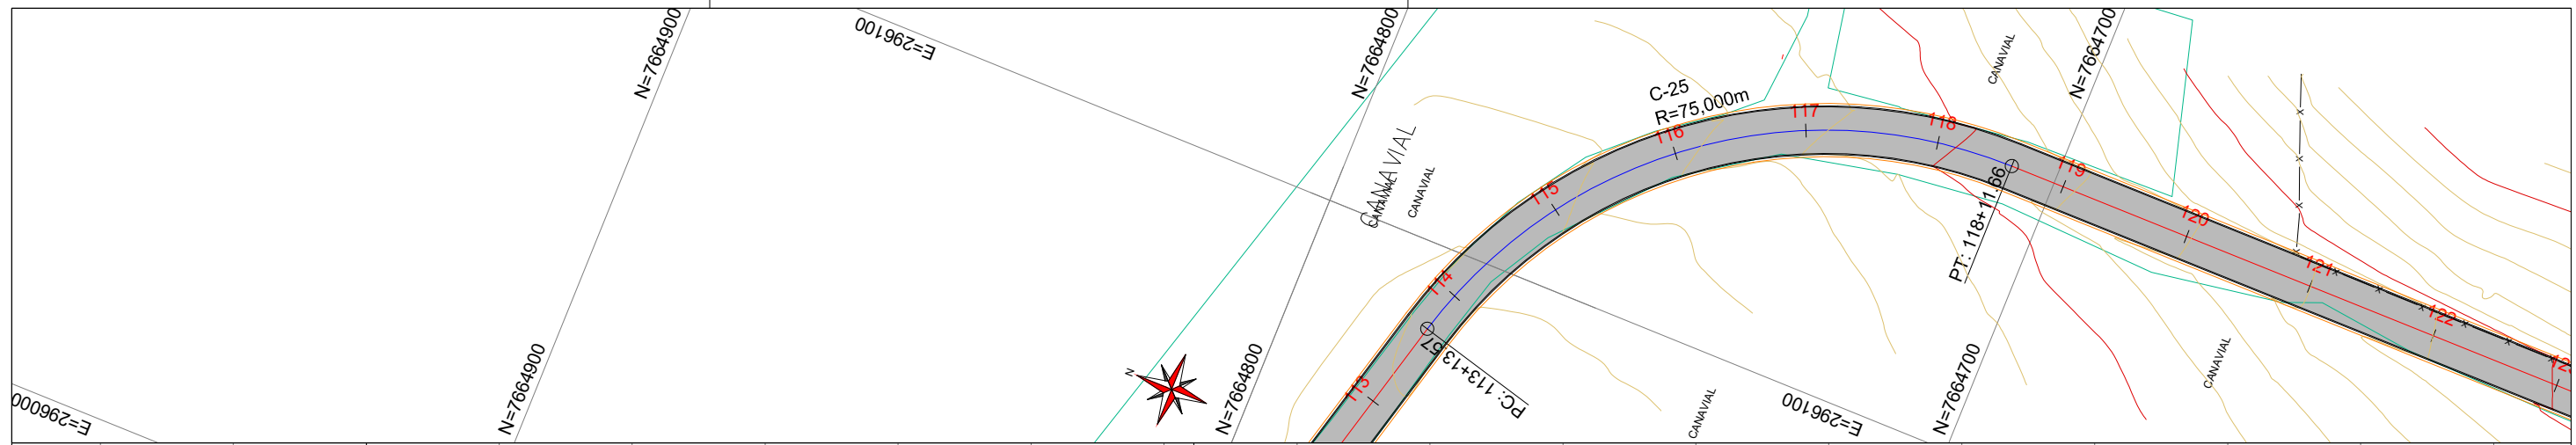 N=7664900
E=296100
N=7664800
N=7664700
C-25
R=75,000m
CANAVIAL
CANAVIAL
CANAVIAL
CANAVIAL
113
114
115
116
117
118
119
120
121
122
PC: 113+13.57
PT: 118+11.66
E=296000
N=7664900
N
N=7664800
CANAVIAL
E=296100
N=7664700
CANAVIAL